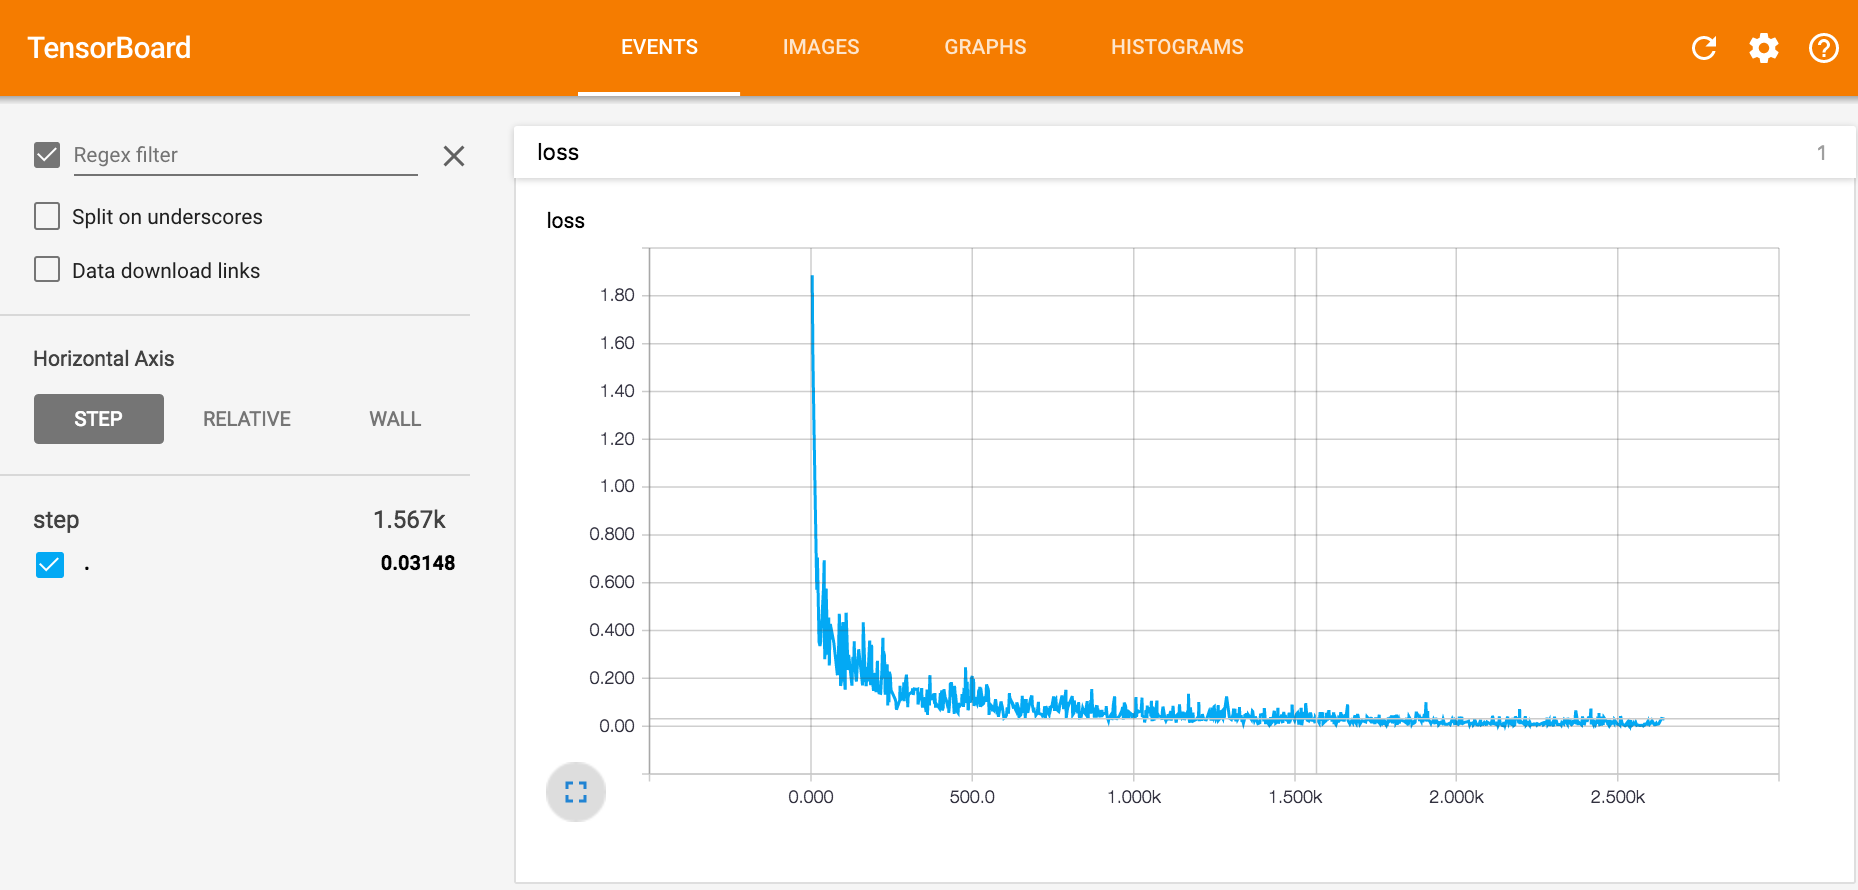 TensorBoard
EVENTS IMAGES GRAPHS HISTOGRAMS
Regex filter
Split on underscores
Data download links
Horizontal Axis
STEP RELATIVE WALL
step 1.567k
. 0.03148
loss 1
loss
1.80
1.60
1.40
1.20
1.00
0.800
0.600
0.400
0.200
0.00
0.000 500.0 1.000k 1.500k 2.000k 2.500k